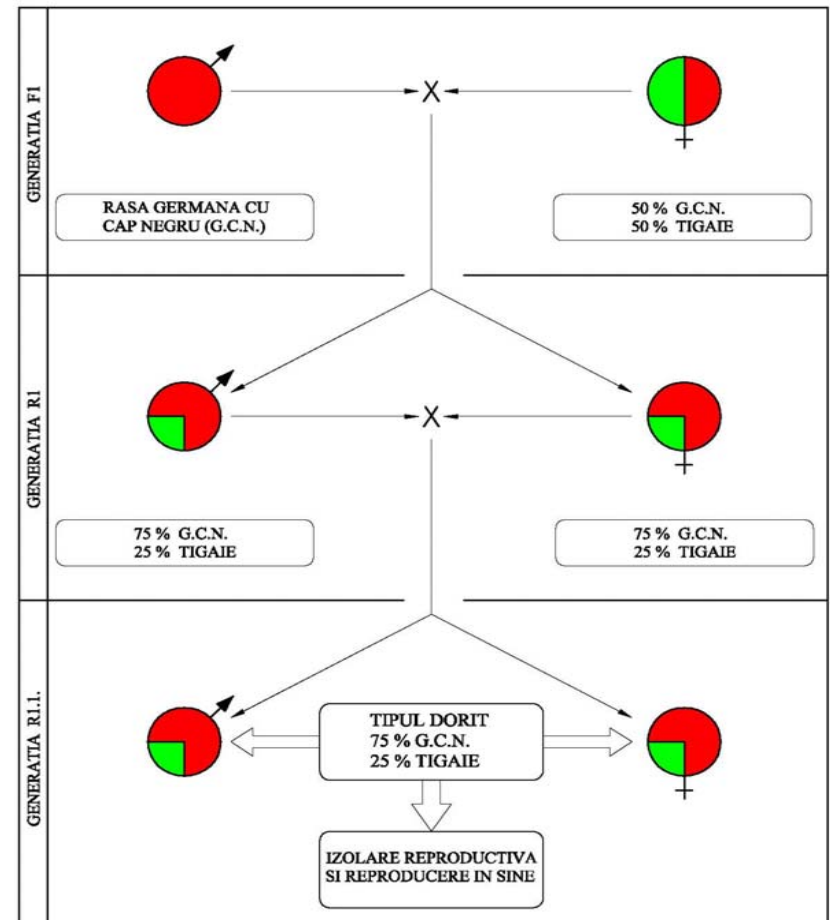 GENERATIA F1
RASA GERMANA CU
CAP NEGRU (G.C.N.)
X
50 % G.C.N.
50 % TIGAIE
GENERATIA R1
X
75 % G.C.N.
25 % TIGAIE
75 % G.C.N.
25 % TIGAIE
GENERATIA R1.1.
TIPUL DORIT
75 % G.C.N.
25 % TIGAIE
IZOLARE REPRODUCTIVA
SI REPRODUCERE IN SINE